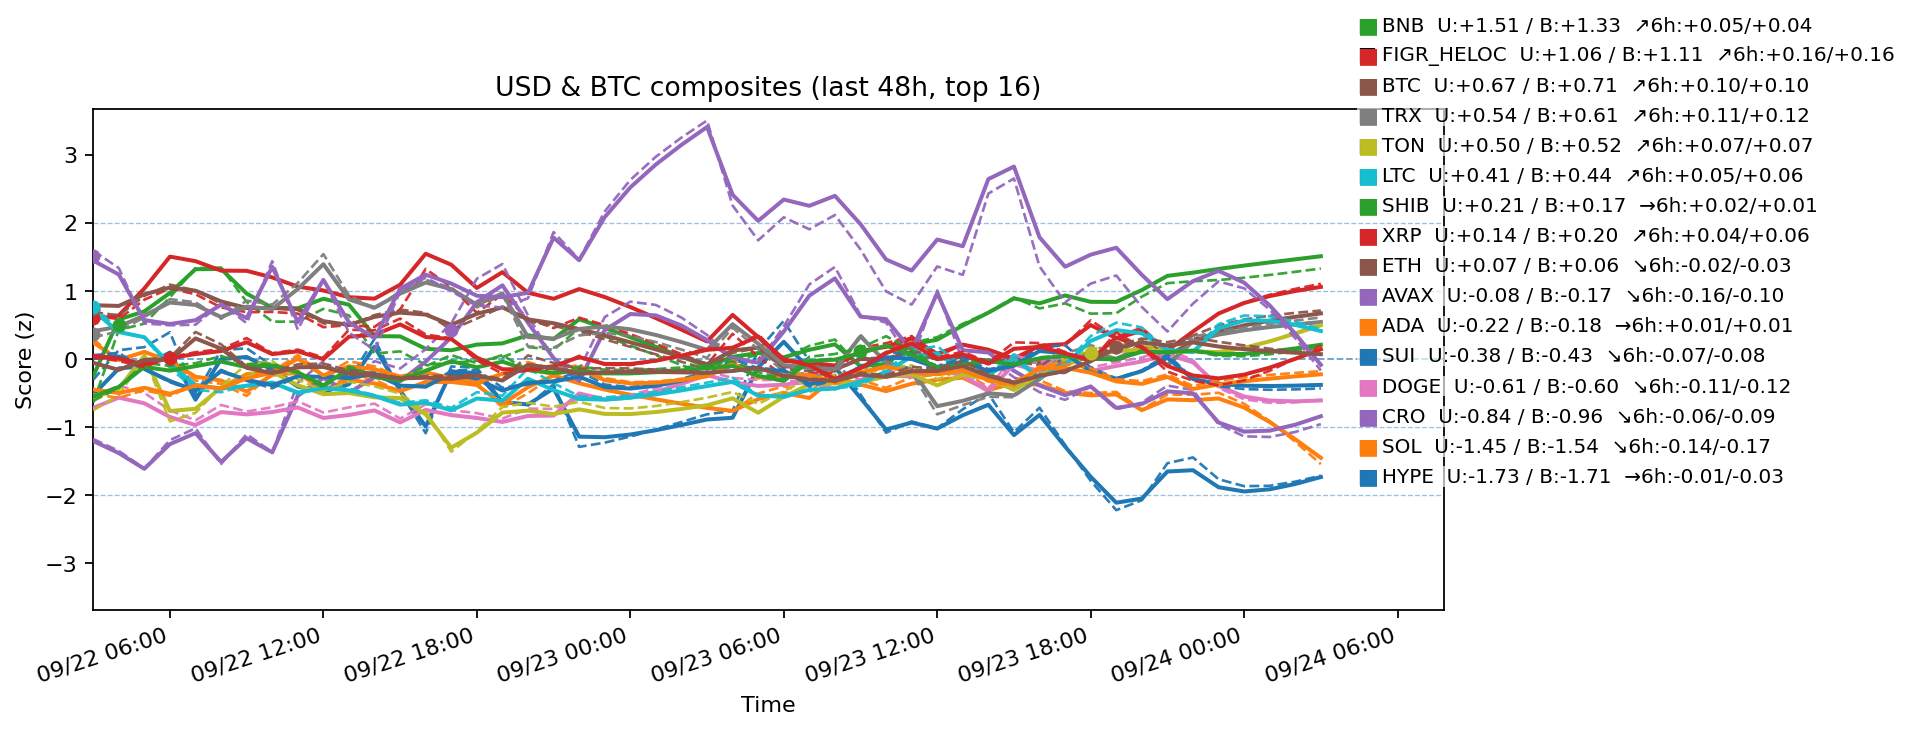 BNB  U:+1.51 / B:+1.33  ↗6h:+0.05/+0.04
FIGR_HELOC  U:+1.06 / B:+1.11  ↗6h:+0.16/+0.16
USD & BTC composites (last 48h, top 16)
BTC  U:+0.67 / B:+0.71  ↗6h:+0.10/+0.10
TRX  U:+0.54 / B:+0.61  ↗6h:+0.11/+0.12
TON  U:+0.50 / B:+0.52  ↗6h:+0.07/+0.07
LTC  U:+0.41 / B:+0.44  ↗6h:+0.05/+0.06
SHIB  U:+0.21 / B:+0.17  →6h:+0.02/+0.01
XRP  U:+0.14 / B:+0.20  ↗6h:+0.04/+0.06
ETH  U:+0.07 / B:+0.06  ↘6h:-0.02/-0.03
AVAX  U:-0.08 / B:-0.17  ↘6h:-0.16/-0.10
ADA  U:-0.22 / B:-0.18  →6h:+0.01/+0.01
SUI  U:-0.38 / B:-0.43  ↘6h:-0.07/-0.08
DOGE  U:-0.61 / B:-0.60  ↘6h:-0.11/-0.12
CRO  U:-0.84 / B:-0.96  ↘6h:-0.06/-0.09
SOL  U:-1.45 / B:-1.54  ↘6h:-0.14/-0.17
HYPE  U:-1.73 / B:-1.71  →6h:-0.01/-0.03
Score (z)
3
2
1
0
−1
−2
−3
09/22 06:00
09/22 12:00
09/22 18:00
09/23 00:00
09/23 06:00
09/23 12:00
09/23 18:00
09/24 00:00
09/24 06:00
Time